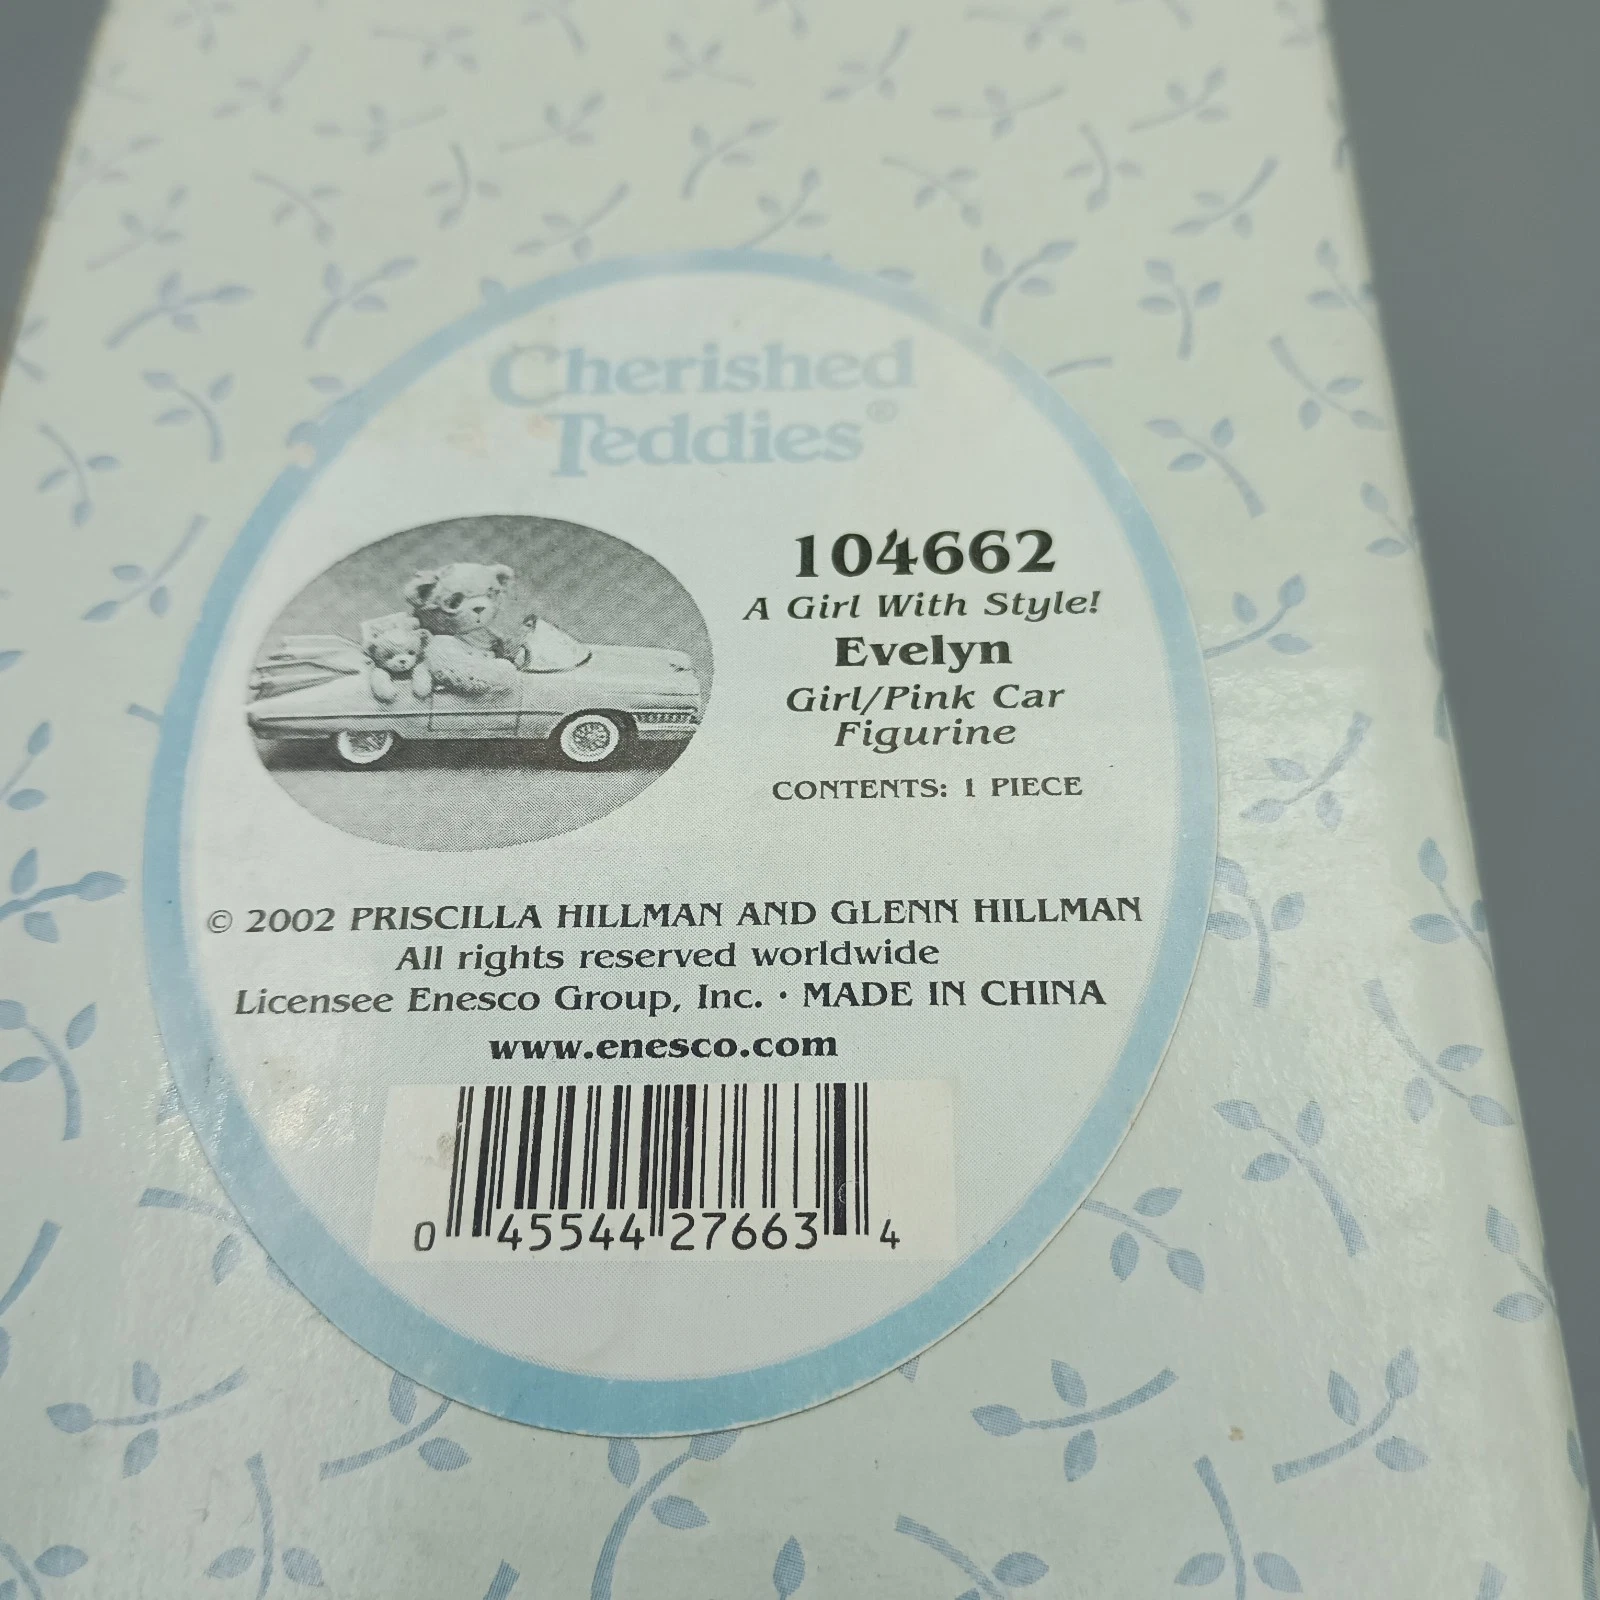 Cherished
Teddies®
104662
A Girl With Style!
Evelyn
Girl/Pink Car
Figurine
CONTENTS: 1 PIECE
© 2002 PRISCILLA HILLMAN AND GLENN HILLMAN
All rights reserved worldwide
Licensee Enesco Group, Inc. · MADE IN CHINA
www.enesco.com
0 45544 27663 4